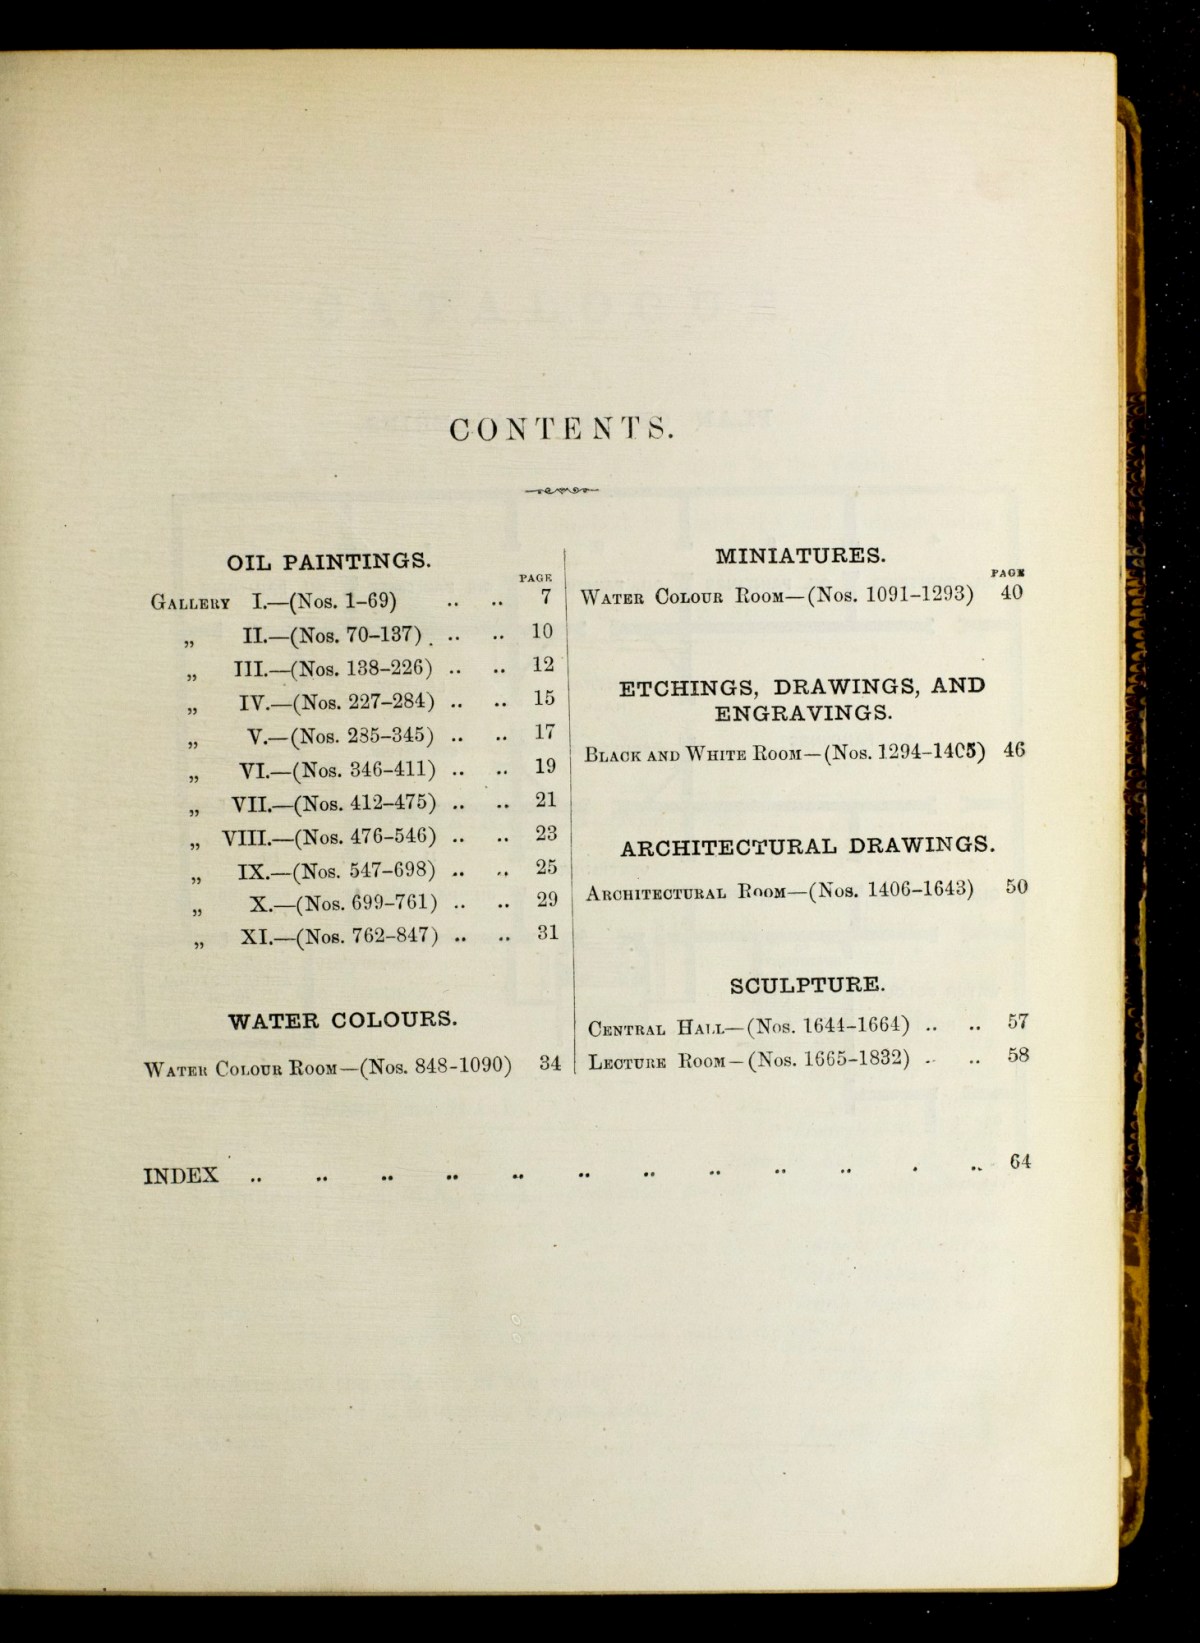 CONTENTS.
OIL PAINTINGS.
PAGE
GALLERY I.—(Nos. 1–69) .. .. 7
„ II.—(Nos. 70–137) .. .. 10
„ III.—(Nos. 138–226) .. .. 12
„ IV.—(Nos. 227–284) .. .. 15
„ V.—(Nos. 285–345) .. .. 17
„ VI.—(Nos. 346–411) .. .. 19
„ VII.—(Nos. 412–475) .. .. 21
„ VIII.—(Nos. 476–546) .. .. 23
„ IX.—(Nos. 547–698) .. .. 25
„ X.—(Nos. 699–761) .. .. 29
„ XI.—(Nos. 762–847) .. .. 31
WATER COLOURS.
WATER COLOUR ROOM—(Nos. 848-1090) 34
MINIATURES.
PAGE
WATER COLOUR ROOM—(Nos. 1091–1293) 40
ETCHINGS, DRAWINGS, AND
ENGRAVINGS.
BLACK AND WHITE ROOM—(Nos. 1294–1405) 46
ARCHITECTURAL DRAWINGS.
ARCHITECTURAL ROOM—(Nos. 1406–1643) 50
SCULPTURE.
CENTRAL HALL—(Nos. 1644–1664) .. .. 57
LECTURE ROOM—(Nos. 1665–1832) .. .. 58
INDEX .. .. .. .. .. .. .. .. .. .. . .. 64